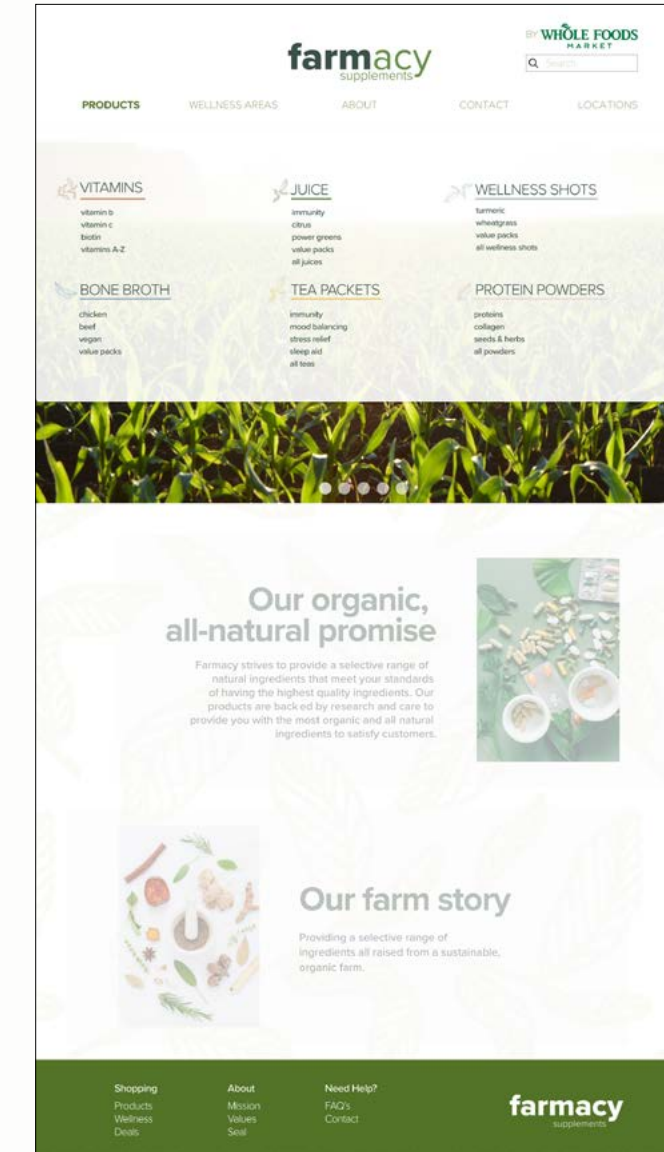 BY WHOLE FOODS
MARKET
farmacy
supplements
Search
PRODUCTS WELLNESS AREAS ABOUT CONTACT LOCATIONS
VITAMINS
vitamin b
vitamin c
biotin
vitamins A-Z
JUICE
immunity
citrus
power greens
value packs
all juices
WELLNESS SHOTS
turmeric
wheatgrass
value packs
all wellness shots
BONE BROTH
chicken
beef
vegan
value packs
TEA PACKETS
immunity
mood balancing
stress relief
sleep aid
all teas
PROTEIN POWDERS
proteins
collagen
seeds & herbs
all powders
Our organic,
all-natural promise
Farmacy strives to provide a selective range of
natural ingredients that meet your standards
of having the highest quality ingredients. Our
products are backed by research and care to
provide you with the most organic and all natural
ingredients to satisfy customers.
Our farm story
Providing a selective range of
ingredients all raised from a sustainable,
organic farm.
Shopping
Products
Wellness
Deals
About
Mission
Values
Seal
Need Help?
FAQ's
Contact
farmacy
supplements